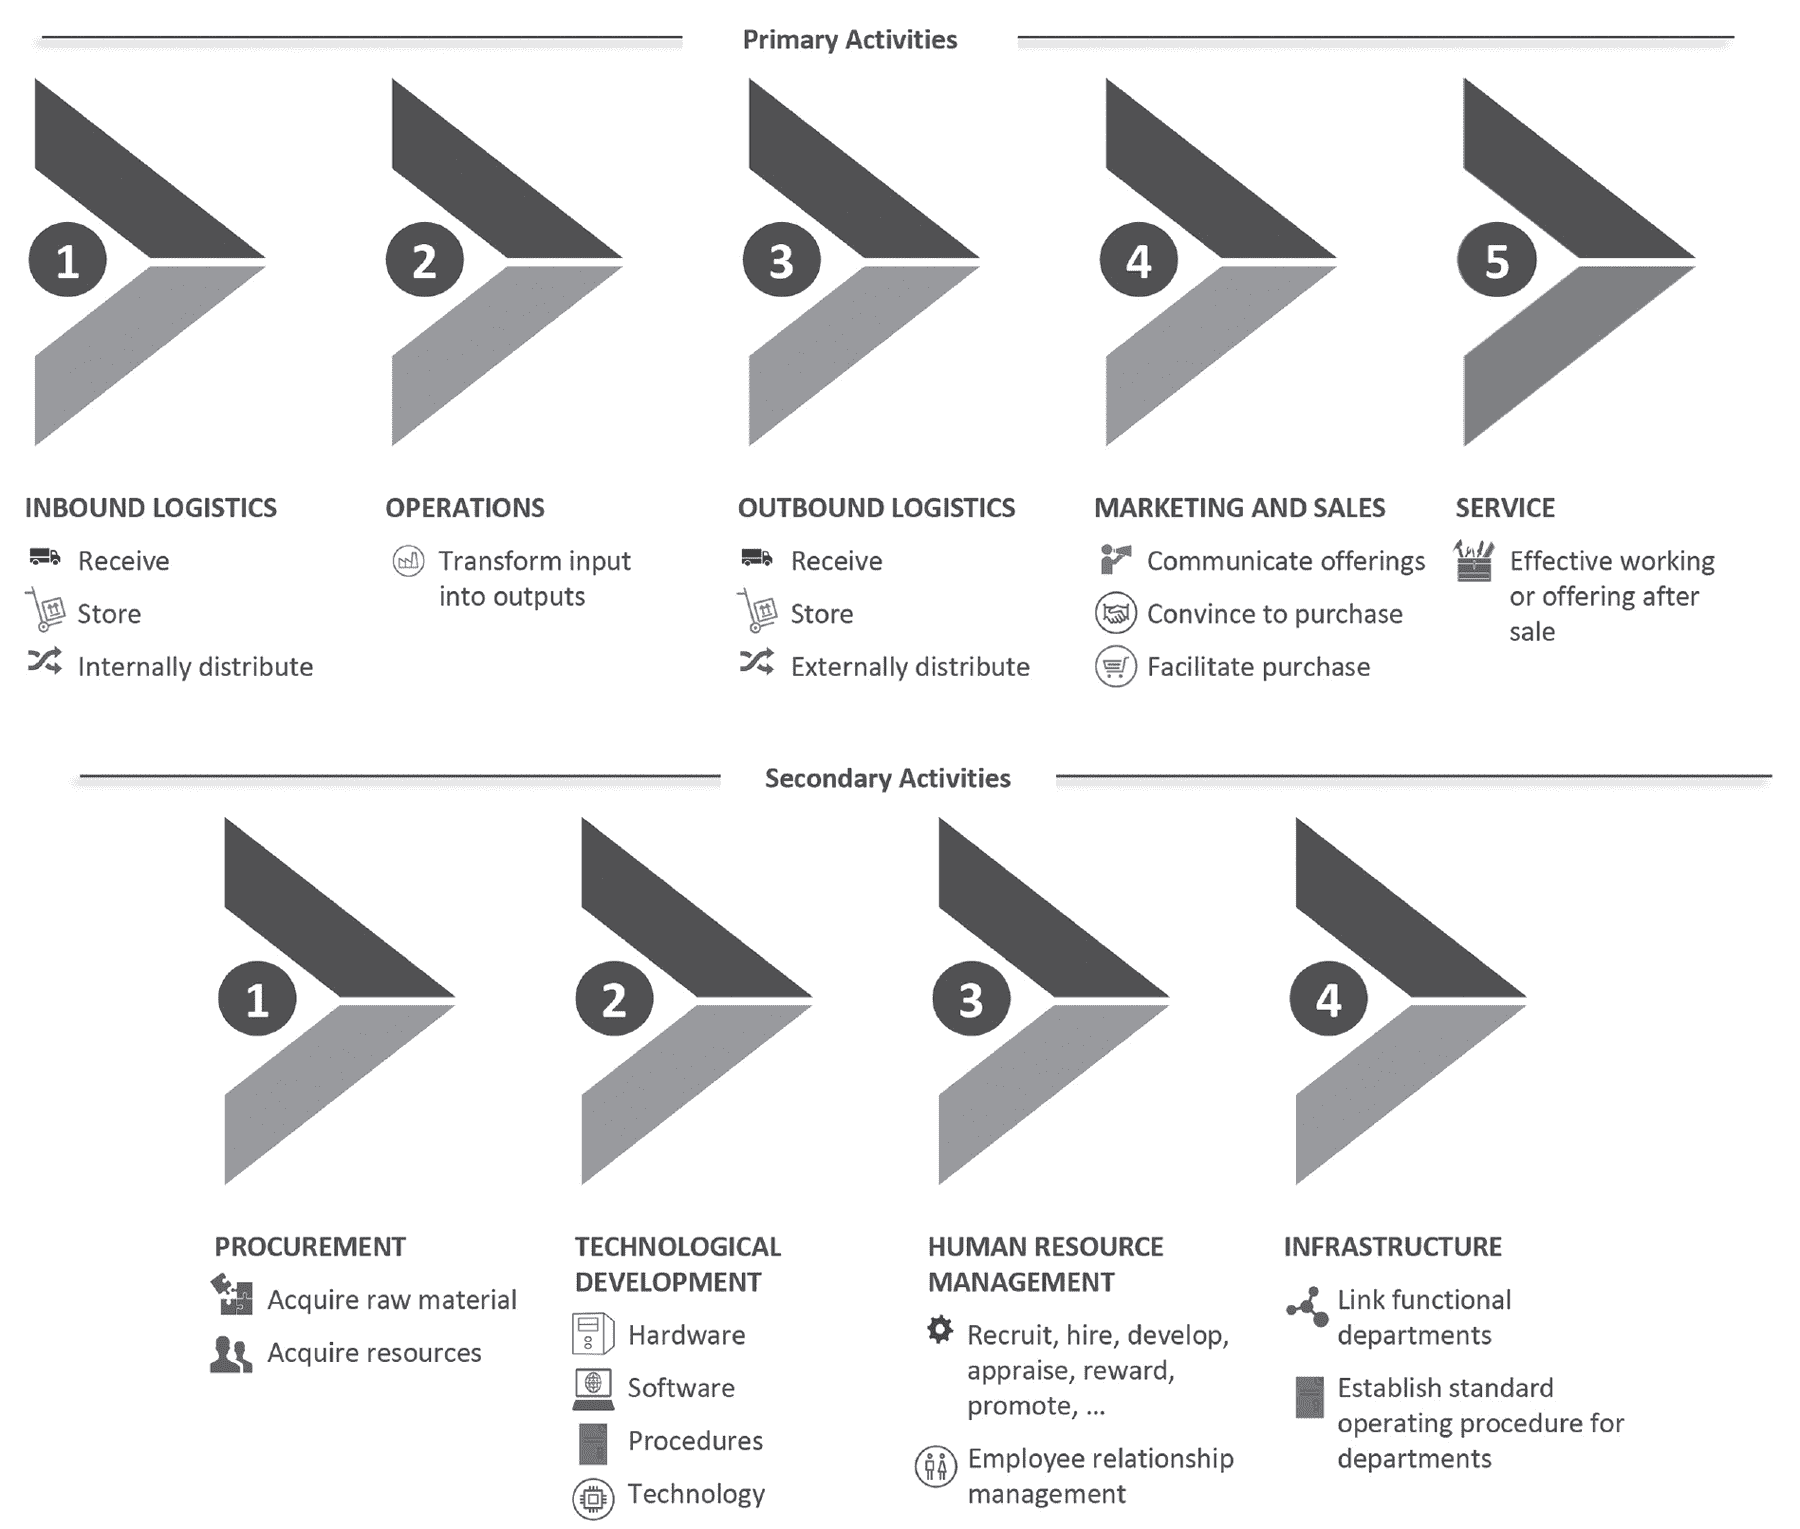 Primary Activities
1
2
3
4
5
INBOUND LOGISTICS
Receive
Store
Internally distribute
OPERATIONS
Transform input
into outputs
OUTBOUND LOGISTICS
Receive
Store
Externally distribute
MARKETING AND SALES
Communicate offerings
Convince to purchase
Facilitate purchase
SERVICE
Effective working
or offering after
sale
Secondary Activities
1
2
3
4
PROCUREMENT
Acquire raw material
Acquire resources
TECHNOLOGICAL
DEVELOPMENT
Hardware
Software
Procedures
Technology
HUMAN RESOURCE
MANAGEMENT
Recruit, hire, develop,
appraise, reward,
promote, ...
Employee relationship
management
INFRASTRUCTURE
Link functional
departments
Establish standard
operating procedure for
departments